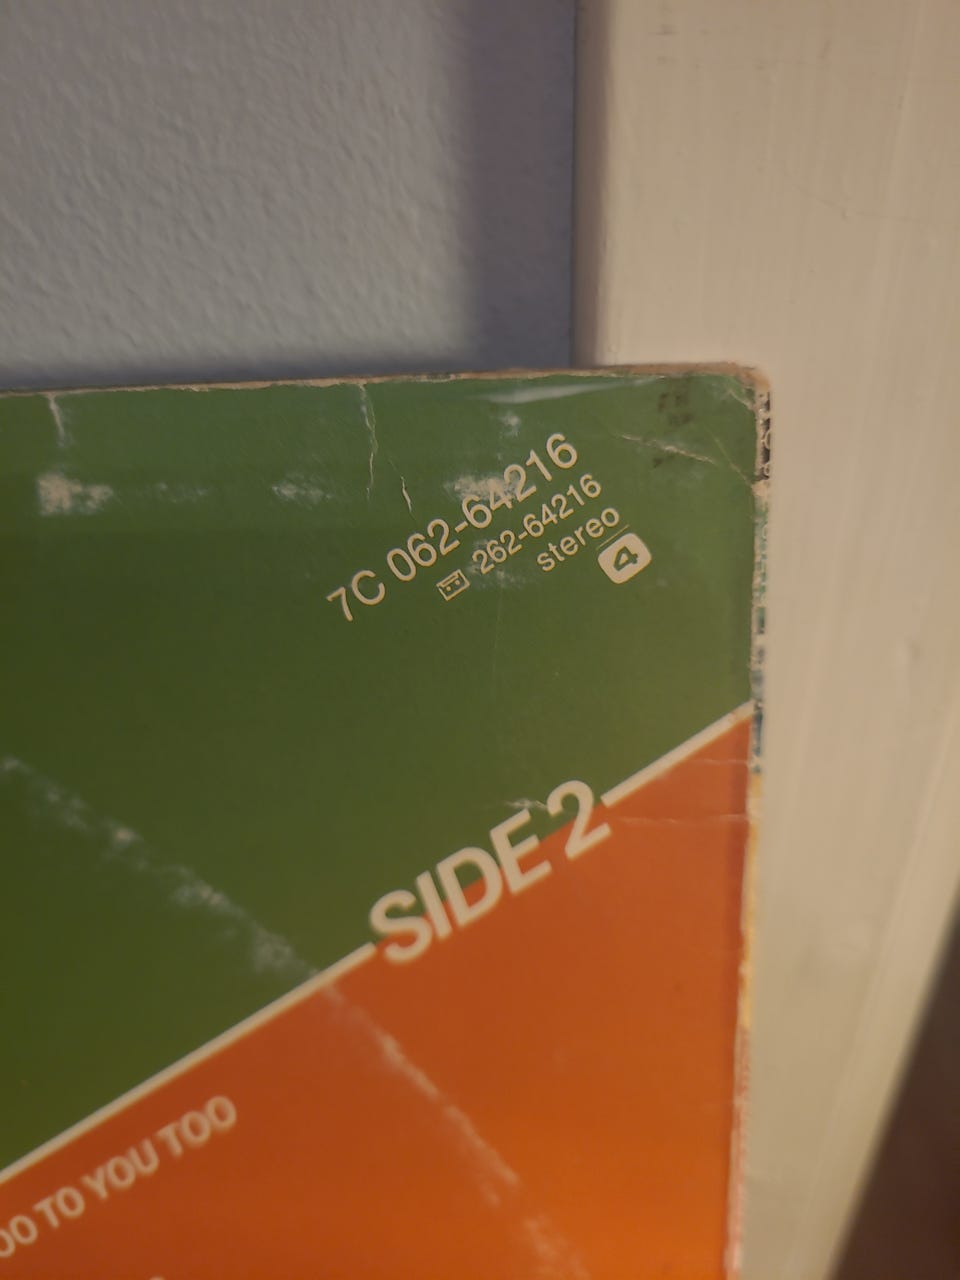 7C 062-64216
262-64216
stereo
4
SIDE 2
TO YOU TOO